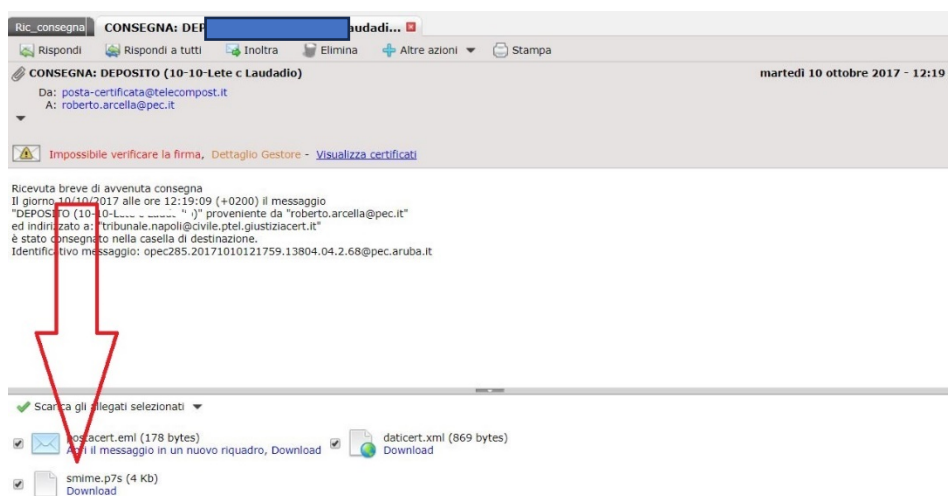 Ric_consegna CONSEGNA: DEP udadi...
Rispondi Rispondi a tutti Inoltra Elimina Altre azioni Stampa
CONSEGNA: DEPOSITO (10-10-Lete c Laudadio) martedì 10 ottobre 2017 - 12:19
Da: posta-certificata@telecompost.it
A: roberto.arcella@pec.it
Impossibile verificare la firma, Dettaglio Gestore - Visualizza certificati
Ricevuta breve di avvenuta consegna
Il giorno 10/10/2017 alle ore 12:19:09 (+0200) il messaggio
"DEPOSITO (10-10- )" proveniente da "roberto.arcella@pec.it"
ed indirizzato a: "tribunale.napoli@civile.ptel.giustiziacert.it"
è stato consegnato nella casella di destinazione.
Identificativo messaggio: opec285.20171010121759.13804.04.2.68@pec.aruba.it
Scarica gli allegati selezionati
postacert.eml (178 bytes) daticert.xml (869 bytes)
Apri il messaggio in un nuovo riquadro, Download Download
smime.p7s (4 Kb)
Download